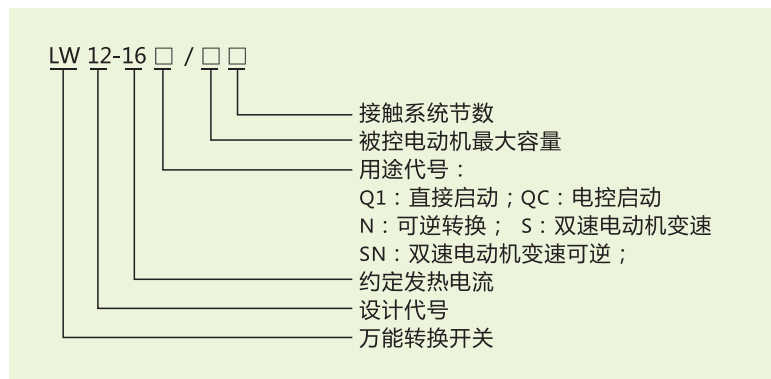 LW 12-16 □ / □ □
接触系统节数
被控电动机最大容量
用途代号：
Q1：直接启动；QC：电控启动
N：可逆转换； S：双速电动机变速
SN：双速电动机变速可逆；
约定发热电流
设计代号
万能转换开关